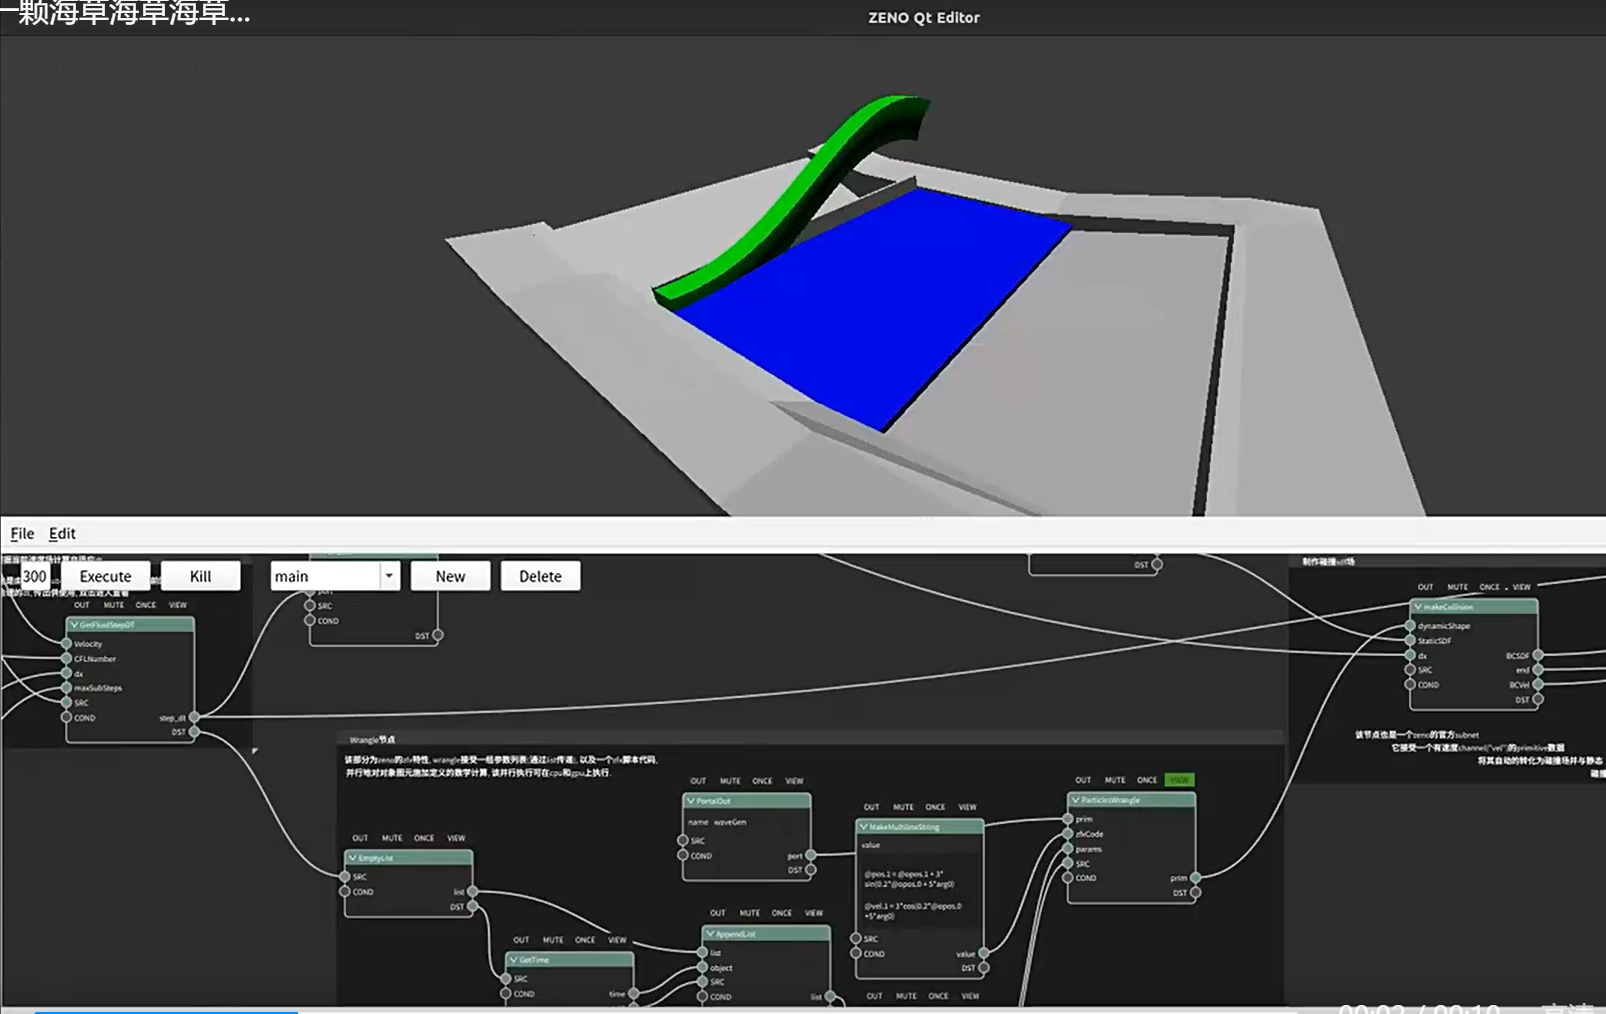 一颗海草海草海草...
ZENO Qt Editor
File Edit
300 Execute Kill main New Delete
OUT MUTE ONCE VIEW
GetFluidStepDT
Velocity
CFLNumber
dx
maxSubSteps
SRC
COND
step_dt
DST
SRC
COND
DST
DST
制作碰撞sdf场
OUT MUTE ONCE VIEW
makeCollision
dynamicShape
StaticSDF
dx
SRC
COND
BCSDF
end
BCVel
DST
该节点也是一个zeno的官方subnet
它接受一个有速度channel("vel")的primitive数据
将其自动的转化为碰撞场并与静态
碰撞
Wrangle节点
该部分为zeno的zfx特性, wrangle接受一组参数列表(通过list传递), 以及一个zfx脚本代码,
并行地对对象图元施加定义的数学计算, 该并行执行可在cpu和gpu上执行.
OUT MUTE ONCE VIEW
EmptyList
SRC
COND
list
DST
OUT MUTE ONCE VIEW
GetTime
SRC
COND
time
OUT MUTE ONCE VIEW
PortalOut
name waveGen
SRC
COND
port
DST
OUT MUTE ONCE VIEW
AppendList
list
object
SRC
COND
list
OUT MUTE ONCE VIEW
MakeMultilineString
value
@pos.1 = @opos.1 + 3*
sin(0.2*@opos.0 + 5*arg0)
@vel.1 = 3*cos(0.2*@opos.0
+5*arg0)
SRC
COND
value
DST
OUT MUTE ONCE VIEW
OUT MUTE ONCE VIEW
ParticlesWrangle
prim
zfxCode
params
SRC
COND
prim
DST